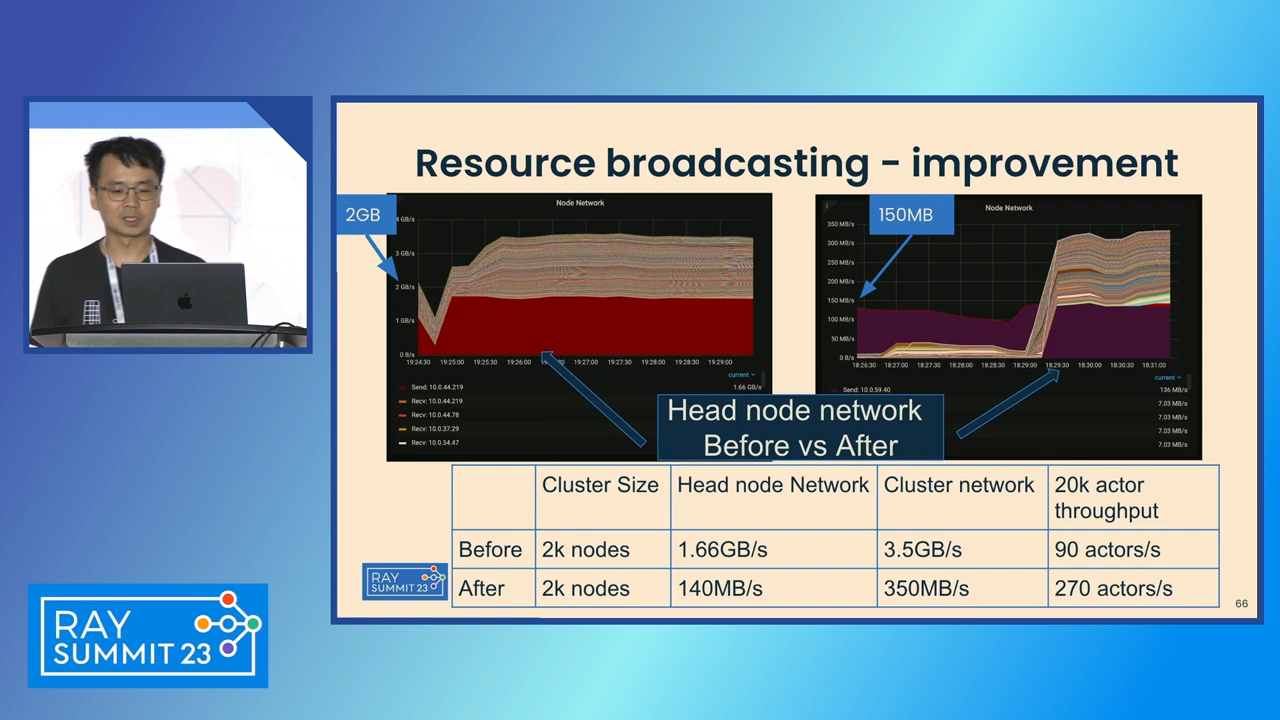 Resource broadcasting - improvement
2GB
Node Network
4 GB/s
3 GB/s
2 GB/s
1 GB/s
0 B/s
19:24:30 19:25:00 19:25:30 19:26:00 19:27:00 19:27:30 19:28:00 19:28:30 19:29:00
current
Send: 10.0.44.219 1.66 GB/s
Recv: 10.0.44.219
Recv: 10.0.44.78
Recv: 10.0.37.29
Recv: 10.0.54.47
150MB
Node Network
350 MB/s
300 MB/s
250 MB/s
200 MB/s
150 MB/s
100 MB/s
50 MB/s
0 B/s
18:26:30 18:27:00 18:27:30 18:28:00 18:28:30 18:29:00 18:29:30 18:30:00 18:30:30 18:31:00
current
Send: 10.0.59.40 136 MB/s
7.03 MB/s
7.03 MB/s
7.03 MB/s
7.03 MB/s
Head node network
Before vs After
Cluster Size Head node Network Cluster network 20k actor
throughput
Before 2k nodes 1.66GB/s 3.5GB/s 90 actors/s
After 2k nodes 140MB/s 350MB/s 270 actors/s
RAY
SUMMIT 23
66
RAY
SUMMIT 23